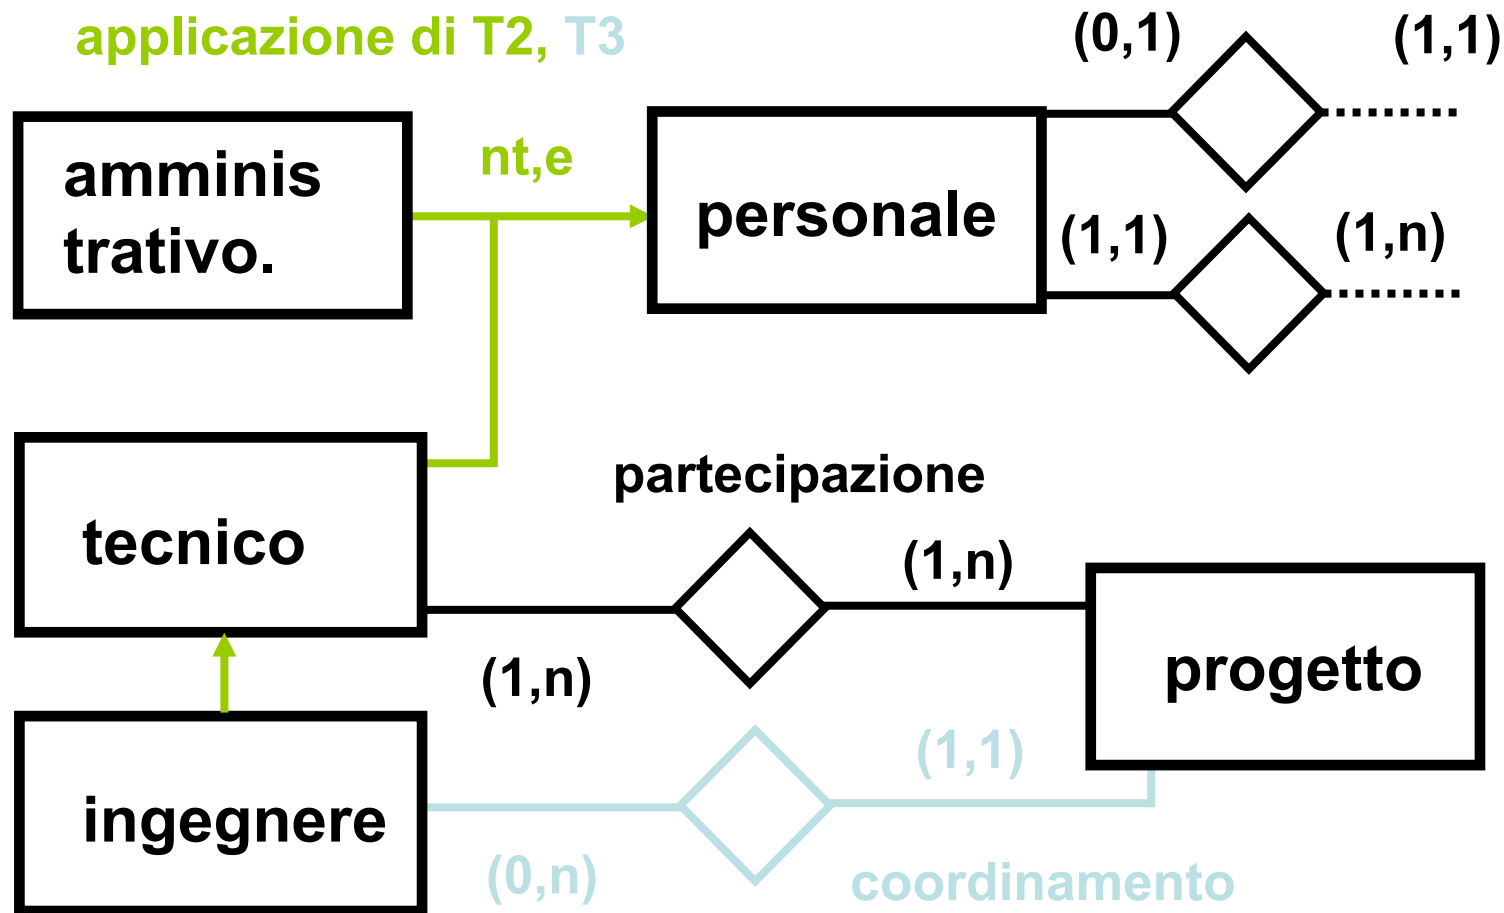 applicazione di T2, T3
(0,1)
(1,1)
amminis
trativo.
nt,e
personale
(1,1)
(1,n)
tecnico
partecipazione
(1,n)
(1,n)
progetto
ingegnere
(1,1)
(0,n)
coordinamento